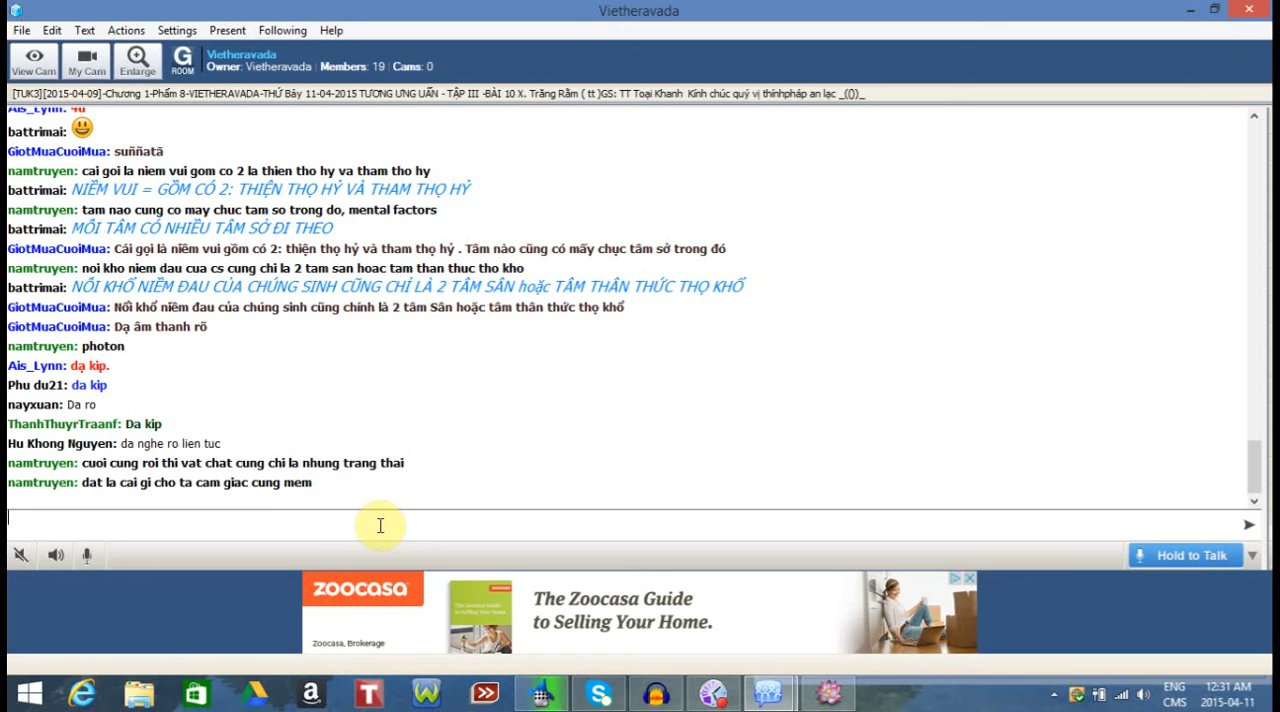 Vietheravada
File Edit Text Actions Settings Present Following Help
View Cam My Cam Enlarge G ROOM
Vietheravada
Owner: Vietheravada | Members: 19 | Cams: 0
[TUK3][2015-04-09]-Chương 1-Phẩm 8-VIETHERAVADA-THỨ Bảy 11-04-2015 TƯƠNG ƯNG UẨN - TẬP III -BÀI 10 X. Trăng Rằm ( tt )GS: TT Toại Khanh Kính chúc quý vị thínhpháp an lạc _(())_
Ais_Lynn: 4u
battrimai:
GiotMuaCuoiMua: suññatā
namtruyen: cai goi la niem vui gom co 2 la thien tho hy va tham tho hy
battrimai: NIỀM VUI = GỒM CÓ 2: THIỆN THỌ HỶ VÀ THAM THỌ HỶ
namtruyen: tam nao cung co may chuc tam so trong do, mental factors
battrimai: MỖI TÂM CÓ NHIỀU TÂM SỞ ĐI THEO
GiotMuaCuoiMua: Cái gọi là niềm vui gồm có 2: thiện thọ hỷ và tham thọ hỷ . Tâm nào cũng có mấy chục tâm sở trong đó
namtruyen: noi kho niem dau cua cs cung chi la 2 tam san hoac tam than thuc tho kho
battrimai: NỖI KHỔ NIỀM ĐAU CỦA CHÚNG SINH CŨNG CHỈ LÀ 2 TÂM SÂN hoặc TÂM THÂN THỨC THỌ KHỔ
GiotMuaCuoiMua: Nổi khổ niềm đau của chúng sinh cũng chính là 2 tâm Sân hoặc tâm thân thức thọ khổ
GiotMuaCuoiMua: Dạ âm thanh rõ
namtruyen: photon
Ais_Lynn: dạ kịp.
Phu du21: da kip
nayxuan: Da ro
ThanhThuyrTraanf: Da kip
Hu Khong Nguyen: da nghe ro lien tuc
namtruyen: cuoi cung roi thi vat chat cung chi la nhung trang thai
namtruyen: dat la cai gi cho ta cam giac cung mem
Hold to Talk
zoocasa
Zoocasa, Brokerage
The Zoocasa Guide
to Selling Your Home.
ENG
CMS
12:31 AM
2015-04-11